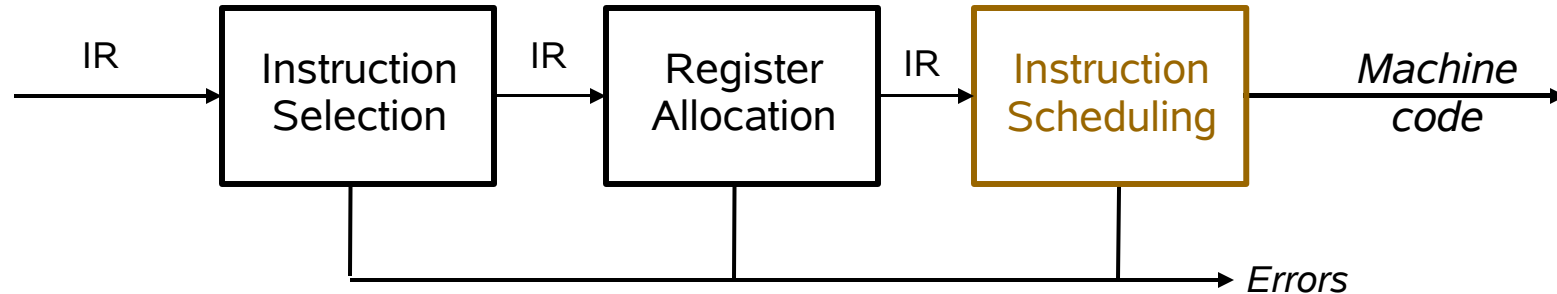 IR
Instruction
Selection
IR
Register
Allocation
IR
Instruction
Scheduling
Machine
code
Errors